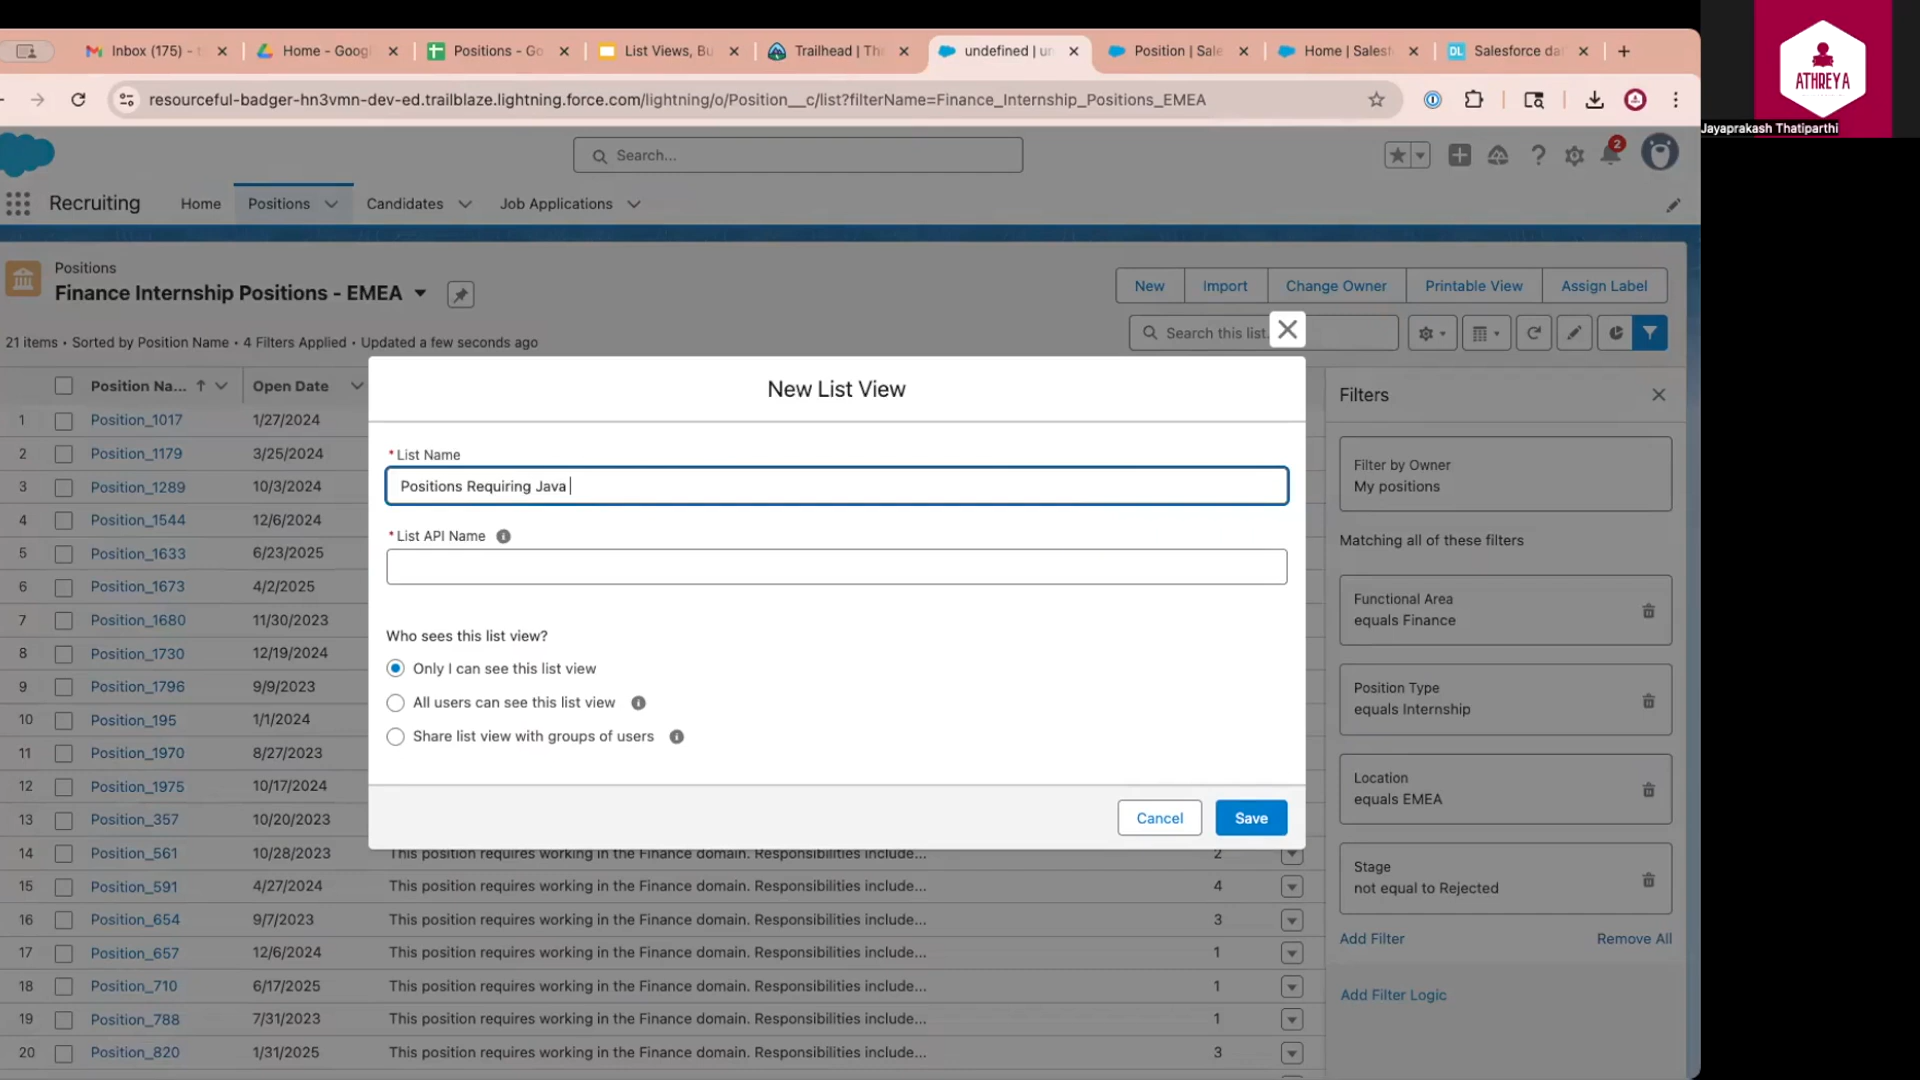 Inbox (175) -
Home - Goog
Positions - Go
List Views, Bu
Trailhead | Th
undefined | u
Position | Sale
Home | Salesf
Salesforce da
resourceful-badger-hn3vmn-dev-ed.trailblaze.lightning.force.com/lightning/o/Position__c/list?filterName=Finance_Internship_Positions_EMEA
ATHREYA
Jayaprakash Thatiparthi
Search...
2
Recruiting
Home
Positions
Candidates
Job Applications
Positions
Finance Internship Positions - EMEA
New
Import
Change Owner
Printable View
Assign Label
21 items • Sorted by Position Name • 4 Filters Applied • Updated a few seconds ago
Search this list
Position Na...
Open Date
1 Position_1017 1/27/2024
2 Position_1179 3/25/2024
3 Position_1289 10/3/2024
4 Position_1544 12/6/2024
5 Position_1633 6/23/2025
6 Position_1673 4/2/2025
7 Position_1680 11/30/2023
8 Position_1730 12/19/2024
9 Position_1796 9/9/2023
10 Position_195 1/1/2024
11 Position_1970 8/27/2023
12 Position_1975 10/17/2024
13 Position_357 10/20/2023
14 Position_561 10/28/2023 This position requires working in the Finance domain. Responsibilities include... 2
15 Position_591 4/27/2024 This position requires working in the Finance domain. Responsibilities include... 4
16 Position_654 9/7/2023 This position requires working in the Finance domain. Responsibilities include... 3
17 Position_657 12/6/2024 This position requires working in the Finance domain. Responsibilities include... 1
18 Position_710 6/17/2025 This position requires working in the Finance domain. Responsibilities include... 1
19 Position_788 7/31/2023 This position requires working in the Finance domain. Responsibilities include... 1
20 Position_820 1/31/2025 This position requires working in the Finance domain. Responsibilities include... 3
New List View
* List Name
Positions Requiring Java
* List API Name
Who sees this list view?
Only I can see this list view
All users can see this list view
Share list view with groups of users
Cancel
Save
Filters
Filter by Owner
My positions
Matching all of these filters
Functional Area
equals Finance
Position Type
equals Internship
Location
equals EMEA
Stage
not equal to Rejected
Add Filter
Remove All
Add Filter Logic